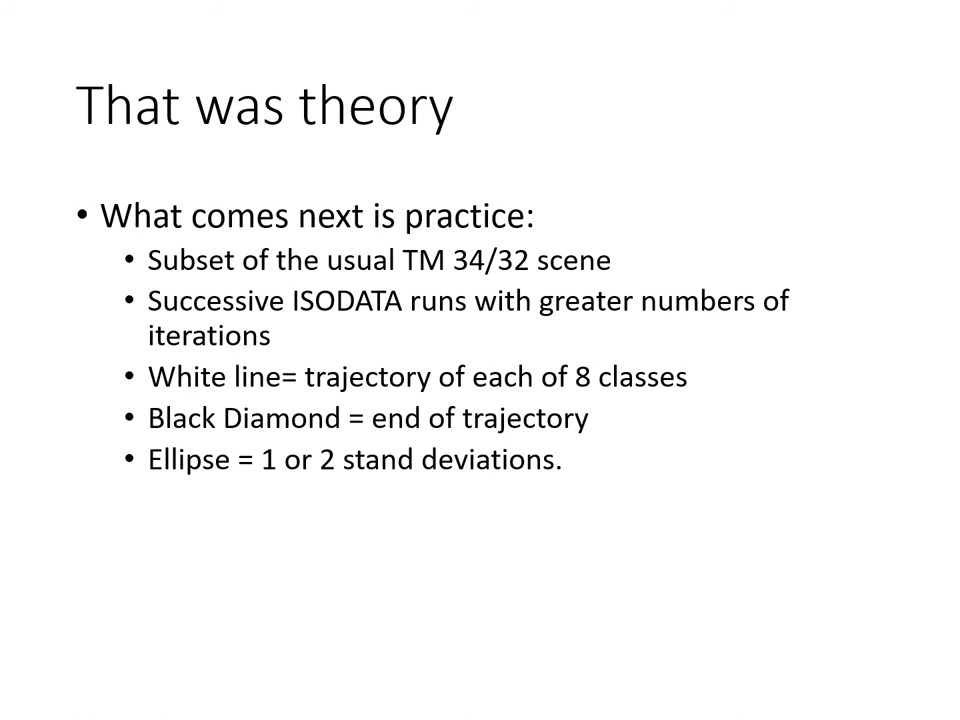 That was theory
• What comes next is practice:
• Subset of the usual TM 34/32 scene
• Successive ISODATA runs with greater numbers of
iterations
• White line= trajectory of each of 8 classes
• Black Diamond = end of trajectory
• Ellipse = 1 or 2 stand deviations.